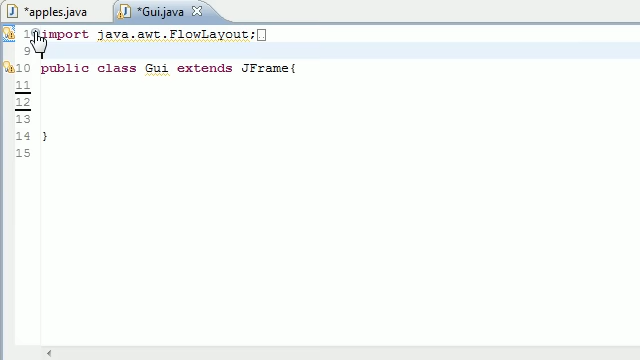 *apples.java *Gui.java
1 import java.awt.FlowLayout;
9
10 public class Gui extends JFrame{
11
12
13
14 }
15